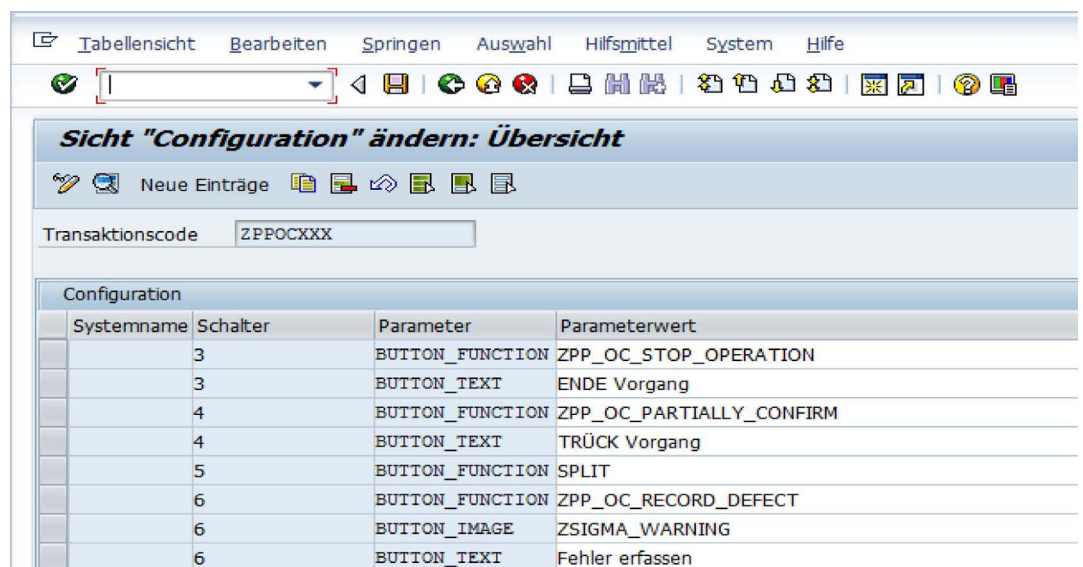 Tabellensicht Bearbeiten Springen Auswahl Hilfsmittel System Hilfe
Sicht "Configuration" ändern: Übersicht
Neue Einträge
Transaktionscode ZPPOCXXX
Configuration
Systemname Schalter Parameter Parameterwert
3 BUTTON_FUNCTION ZPP_OC_STOP_OPERATION
3 BUTTON_TEXT ENDE Vorgang
4 BUTTON_FUNCTION ZPP_OC_PARTIALLY_CONFIRM
4 BUTTON_TEXT TRÜCK Vorgang
5 BUTTON_FUNCTION SPLIT
6 BUTTON_FUNCTION ZPP_OC_RECORD_DEFECT
6 BUTTON_IMAGE ZSIGMA_WARNING
6 BUTTON_TEXT Fehler erfassen